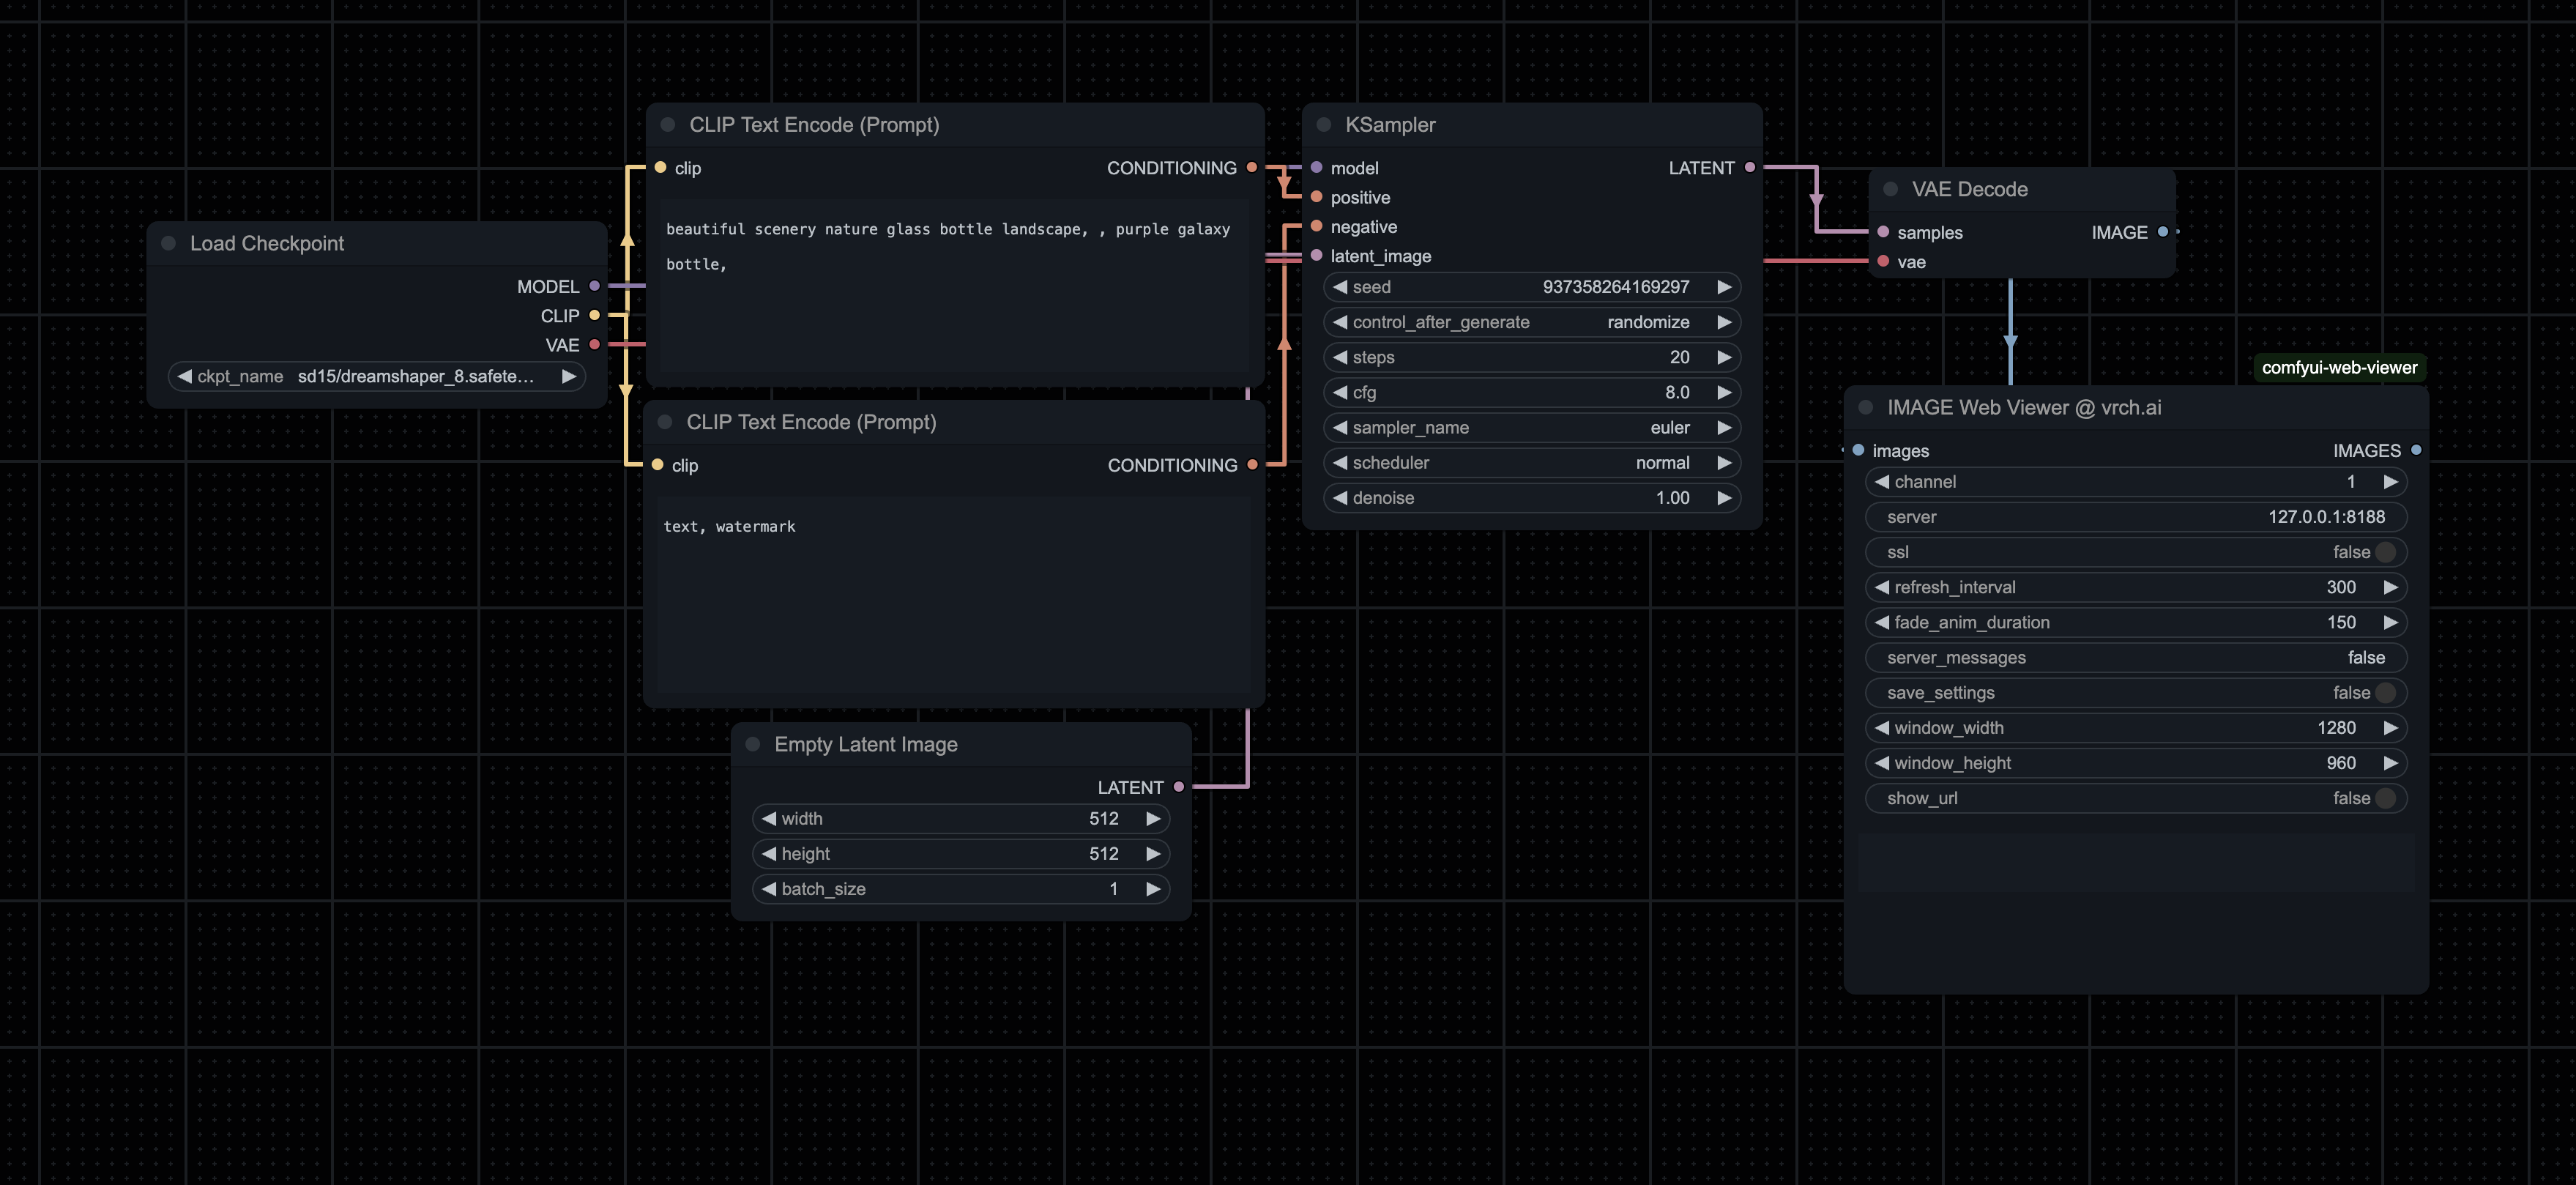 Load Checkpoint
MODEL
CLIP
VAE
ckpt_name sd15/dreamshaper_8.safete...
CLIP Text Encode (Prompt)
clip CONDITIONING
beautiful scenery nature glass bottle landscape, , purple galaxy
bottle,
CLIP Text Encode (Prompt)
clip CONDITIONING
text, watermark
Empty Latent Image
LATENT
width 512
height 512
batch_size 1
KSampler
model LATENT
positive
negative
latent_image
seed 937358264169297
control_after_generate randomize
steps 20
cfg 8.0
sampler_name euler
scheduler normal
denoise 1.00
VAE Decode
samples IMAGE
vae
comfyui-web-viewer
IMAGE Web Viewer @ vrch.ai
images IMAGES
channel 1
server 127.0.0.1:8188
ssl false
refresh_interval 300
fade_anim_duration 150
server_messages false
save_settings false
window_width 1280
window_height 960
show_url false